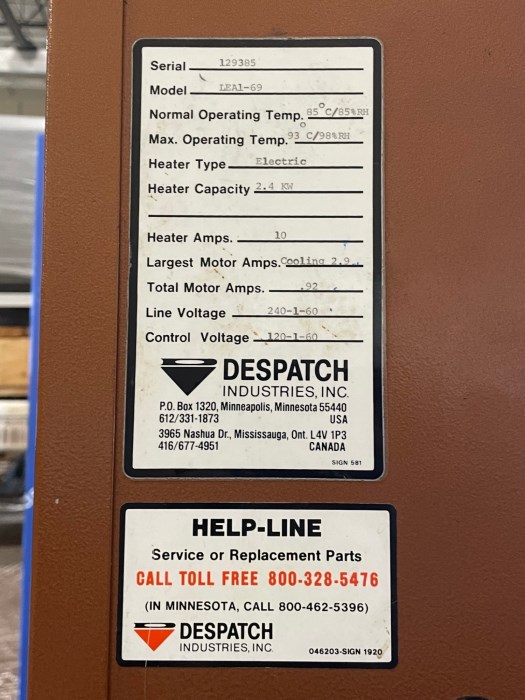 Serial 129385
Model LEA1-69
Normal Operating Temp. 85°C/85%RH
Max. Operating Temp. 93°C/98%RH
Heater Type Electric
Heater Capacity 2.4 KW
Heater Amps. 10
Largest Motor Amps. Cooling 2.9
Total Motor Amps. .92
Line Voltage 240-1-60
Control Voltage 120-1-60
DESPATCH
INDUSTRIES, INC.
P.O. Box 1320, Minneapolis, Minnesota 55440
612/331-1873 USA
3965 Nashua Dr., Mississauga, Ont. L4V 1P3
416/677-4951 CANADA
SIGN 581
HELP-LINE
Service or Replacement Parts
CALL TOLL FREE 800-328-5476
(IN MINNESOTA, CALL 800-462-5396)
DESPATCH
INDUSTRIES, INC.
046203-SIGN 1920